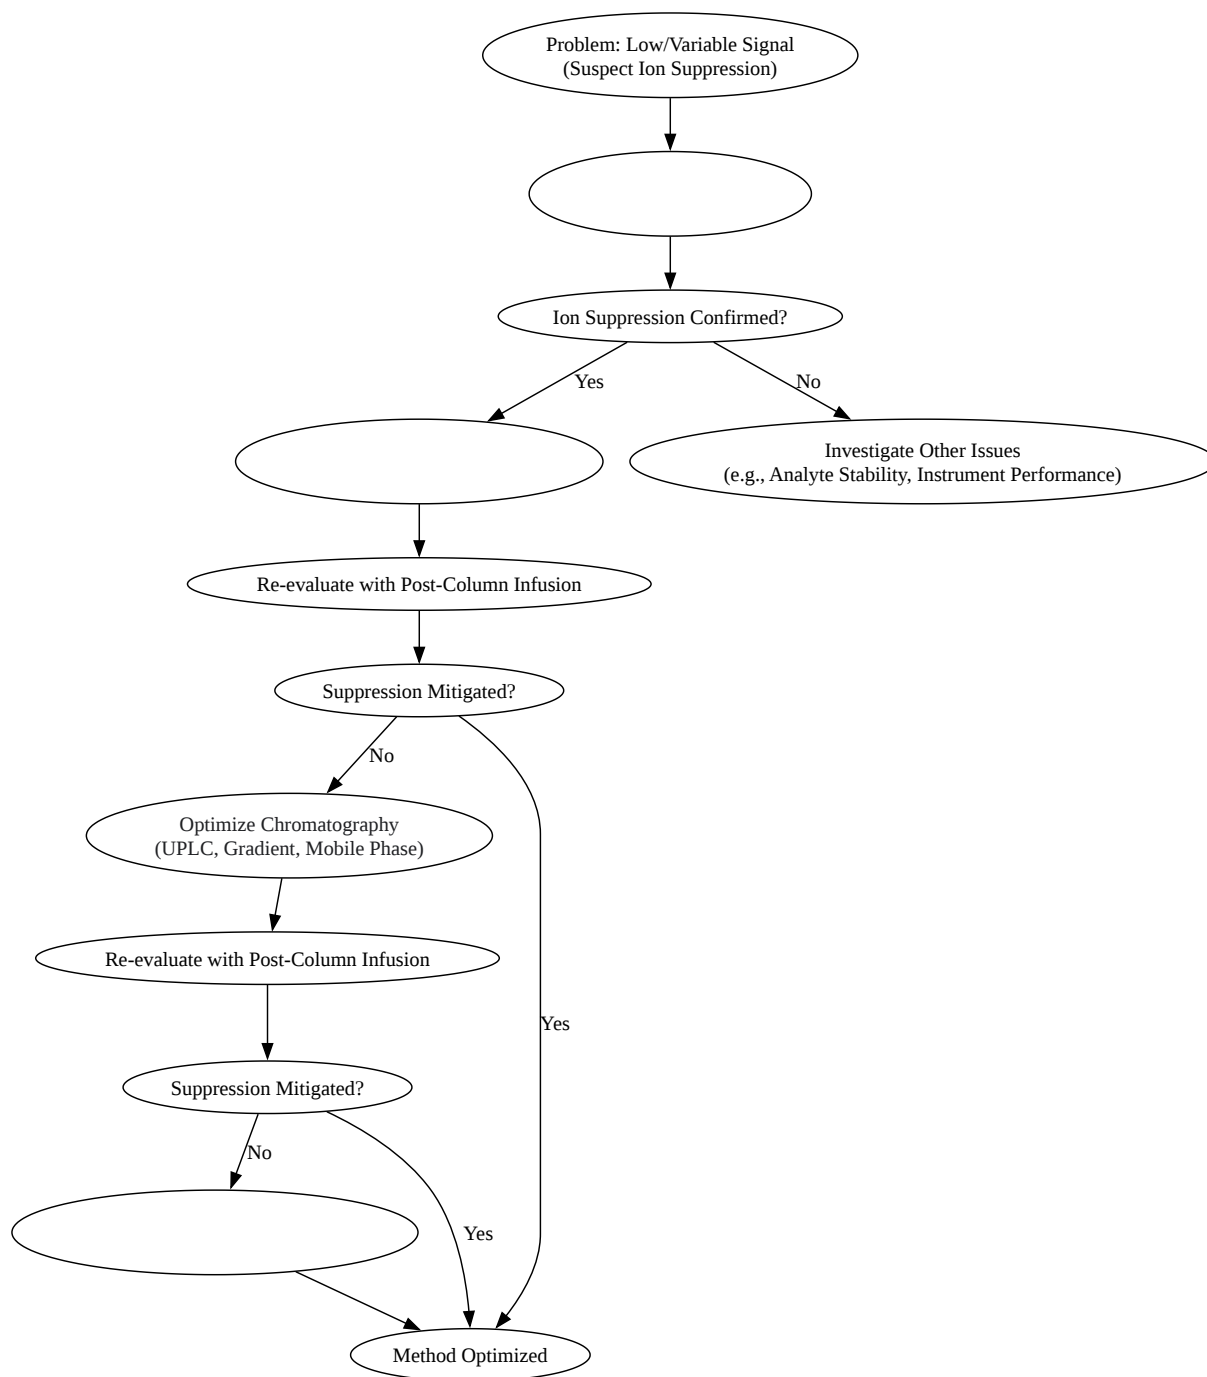 Problem: Low/Variable Signal
(Suspect Ion Suppression)
Ion Suppression Confirmed?
Yes
No
Investigate Other Issues
(e.g., Analyte Stability, Instrument Performance)
Re-evaluate with Post-Column Infusion
Suppression Mitigated?
No
Optimize Chromatography
(UPLC, Gradient, Mobile Phase)
Re-evaluate with Post-Column Infusion
Yes
Suppression Mitigated?
No
Yes
Method Optimized